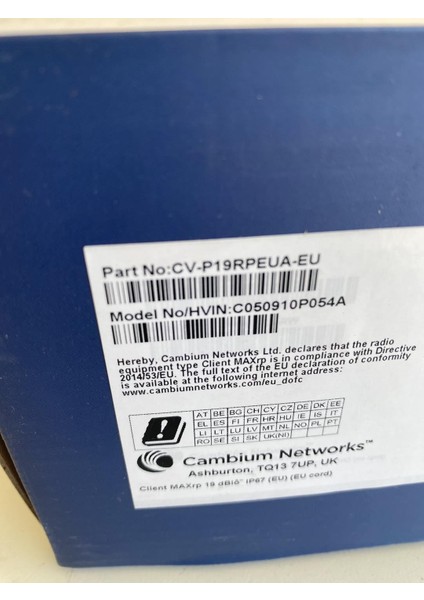 Part No:CV-P19RPEUA-EU
Model No/HVIN:C050910P054A
Hereby, Cambium Networks Ltd. declares that the radio
equipment type Client MAXrp is in compliance with Directive
2014/53/EU. The full text of the EU declaration of conformity
is available at the following internet address:
www.cambiumnetworks.com/eu_dofc
AT BE BG CH CY CZ DE DK EE
EL ES FI FR HR HU IE IS IT
LI LT LU LV MT NL NO PL PT
RO SE SI SK UK(NI)
Cambium Networks™
Ashburton, TQ13 7UP, UK
Client MAXrp 19 dBi IP67 (EU) (EU cord)